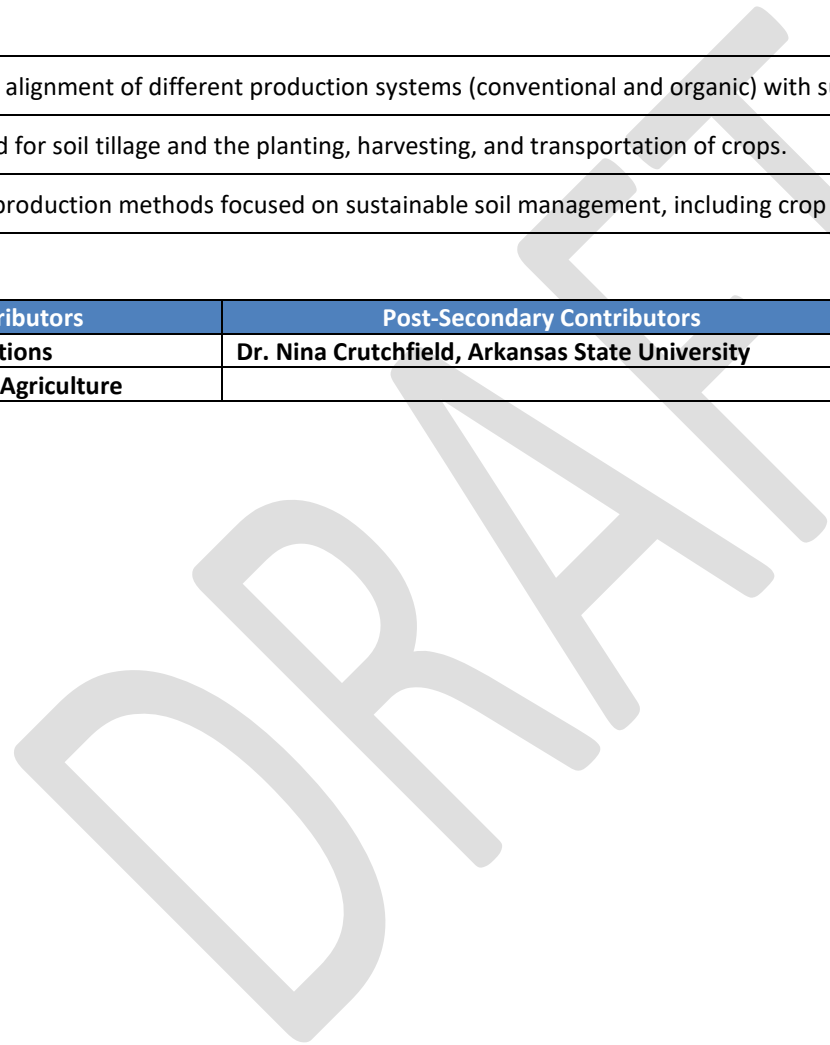 alignment of different production systems (conventional and organic) with
for soil tillage and the planting, harvesting, and transportation of crops.
production methods focused on sustainable soil management, including crop
Post-Secondary Contributors
tions
Dr. Nina Crutchfield, Arkansas State University
Agriculture
DRAFT